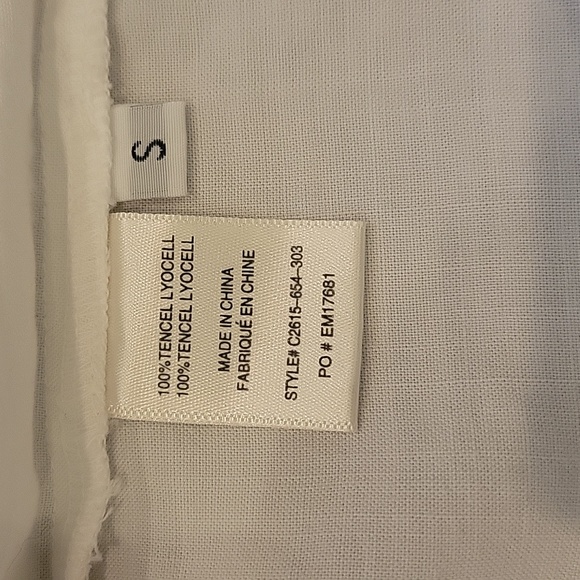 S
100%TENCEL LYOCELL
100%TENCEL LYOCELL
MADE IN CHINA
FABRIQUÉ EN CHINE
STYLE# C2615-654-303
PO # EM17681